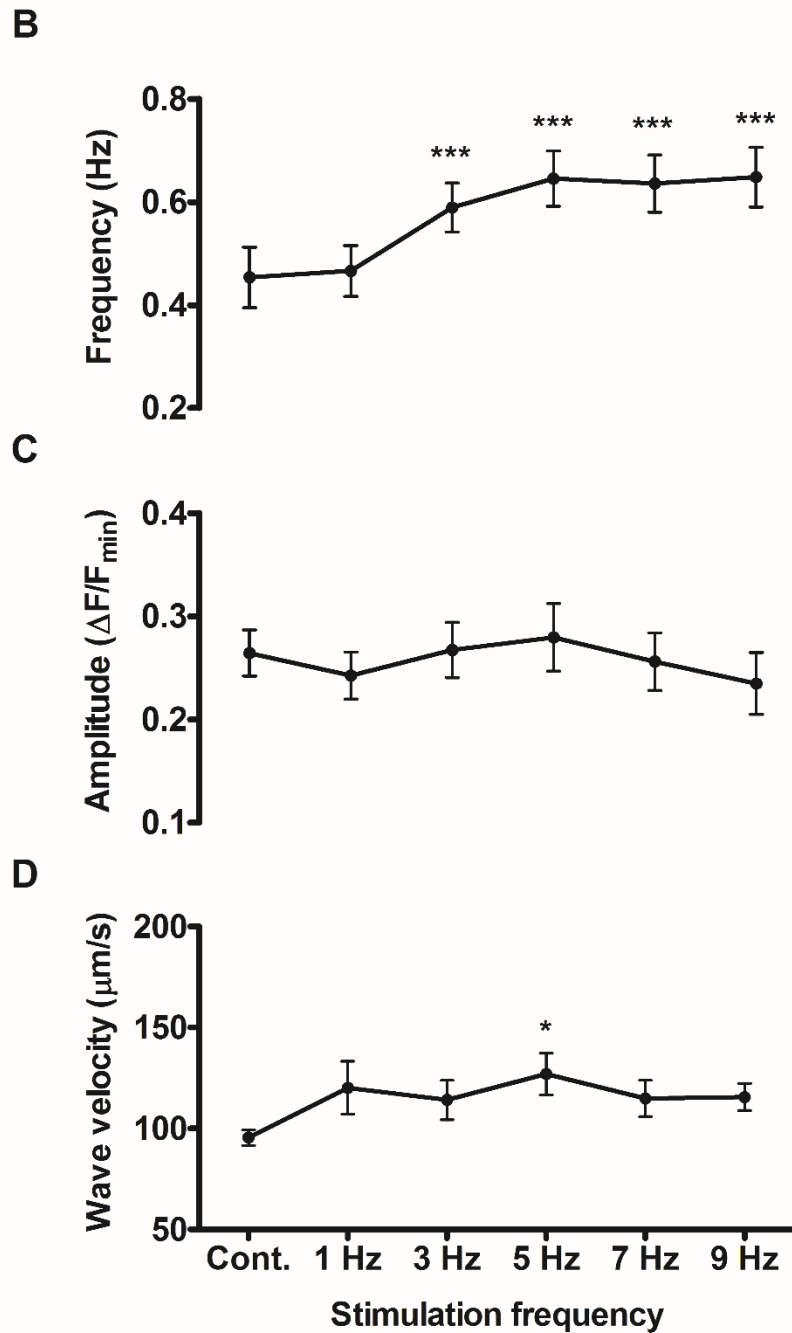 B
Frequency (Hz)
0.8
0.6
0.4
0.2
***
***
***
***
C
Amplitude (ΔF/Fmin)
0.4
0.3
0.2
0.1
D
Wave velocity (μm/s)
200
150
100
50
*
Cont. 1 Hz 3 Hz 5 Hz 7 Hz 9 Hz
Stimulation frequency